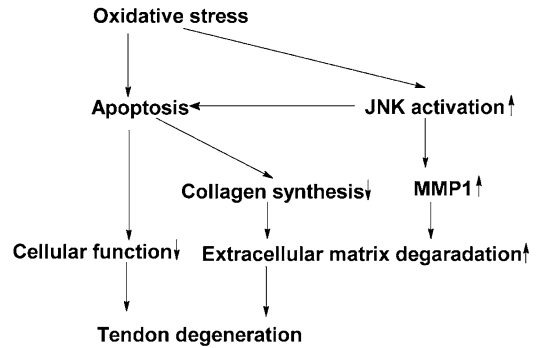 Oxidative stress
Apoptosis
JNK activation↑
Collagen synthesis↓
MMP1↑
Cellular function↓
Extracellular matrix degaradation↑
Tendon degeneration